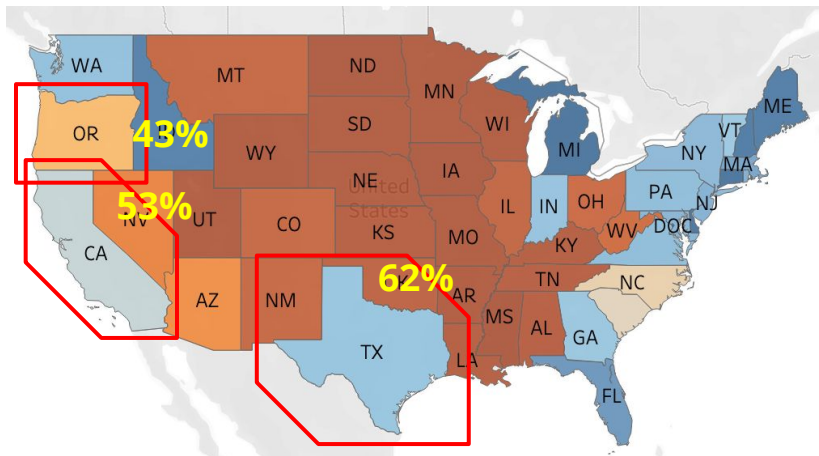 WA
MT
ND
MN
ME
OR
43%
SD
WI
MI
VT
NY
MA
WY
IA
NE
United
States
PA
NJ
53%
NV
UT
CO
KS
MO
IL
IN
OH
WV
DOC
KY
CA
AZ
NM
62%
AR
TN
NC
MS
AL
GA
TX
LA
FL